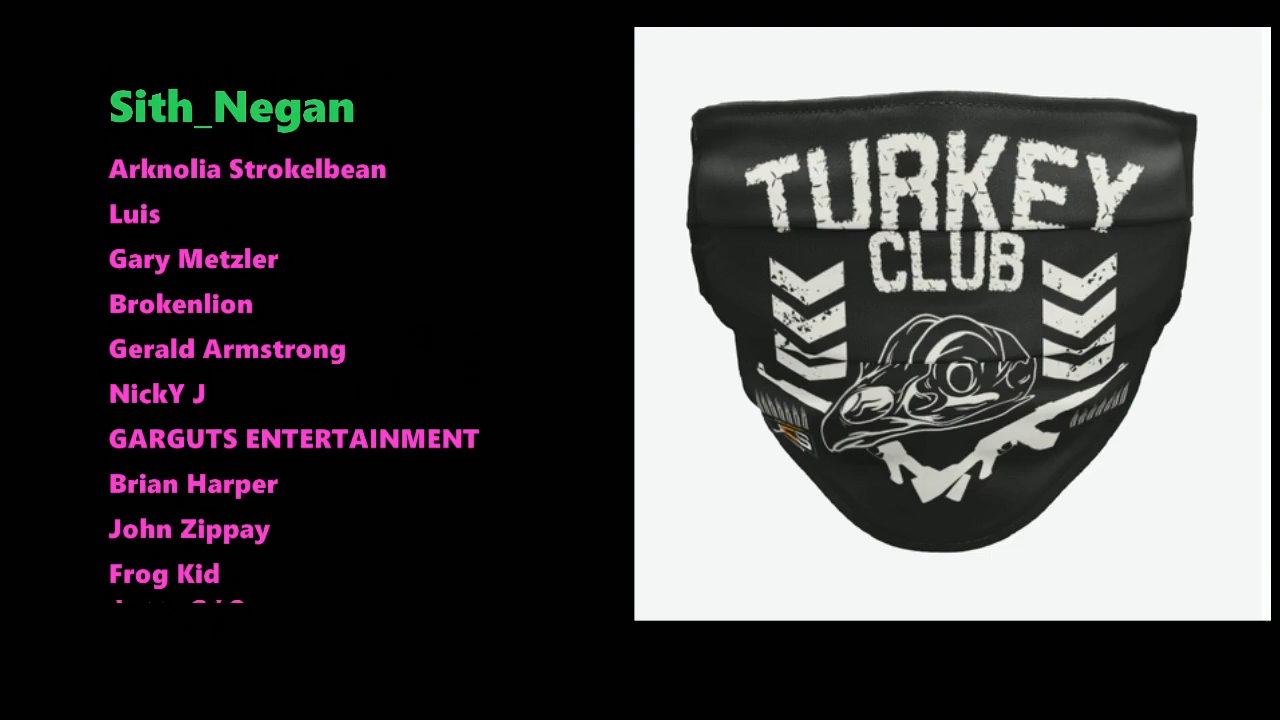 Sith_Negan
Arknolia Strokelbean
Luis
Gary Metzler
Brokenlion
Gerald Armstrong
NickY J
GARGUTS ENTERTAINMENT
Brian Harper
John Zippay
Frog Kid
TURKEY
CLUB